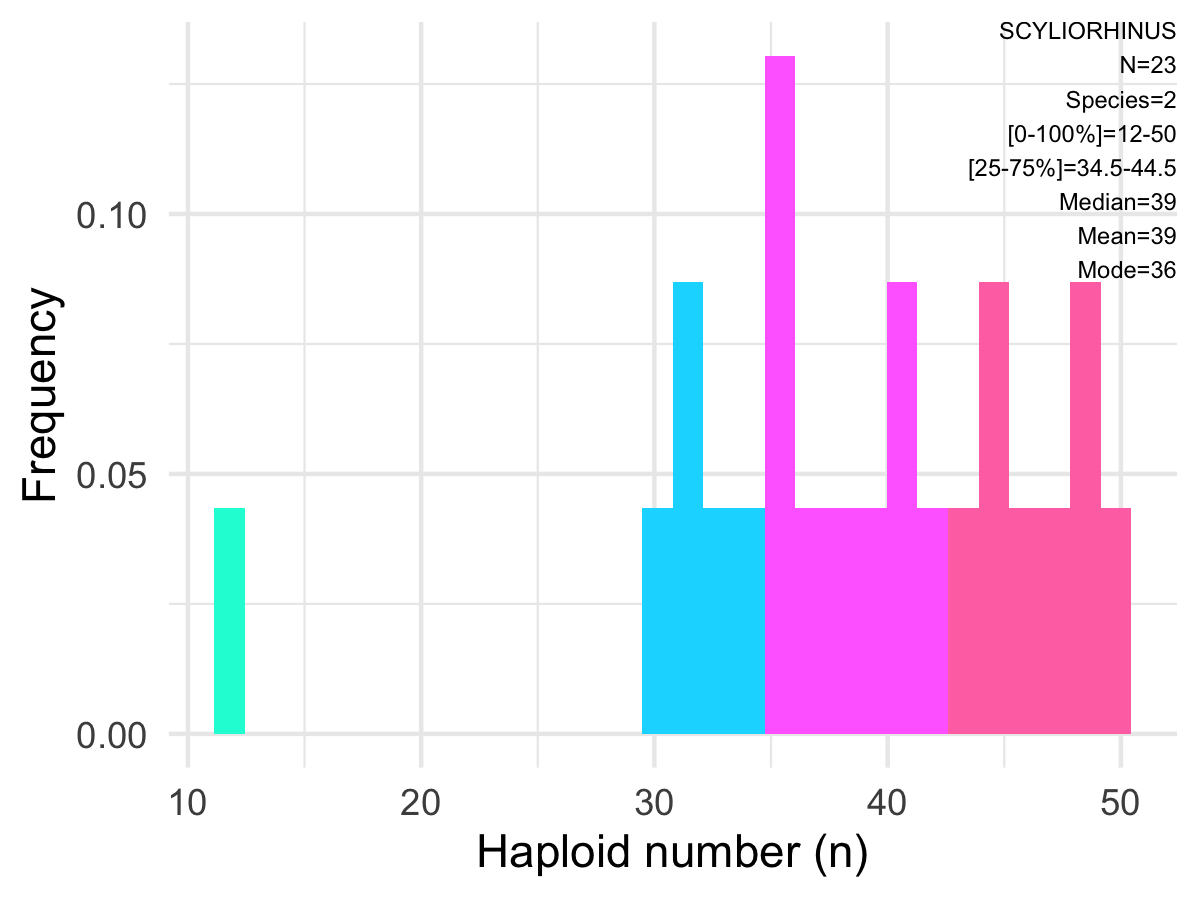 SCYLIORHINUS
N=23
Species=2
[0-100%]=12-50
[25-75%]=34.5-44.5
Median=39
Mean=39
Mode=36
0.10
0.05
0.00
Frequency
10 20 30 40 50
Haploid number (n)